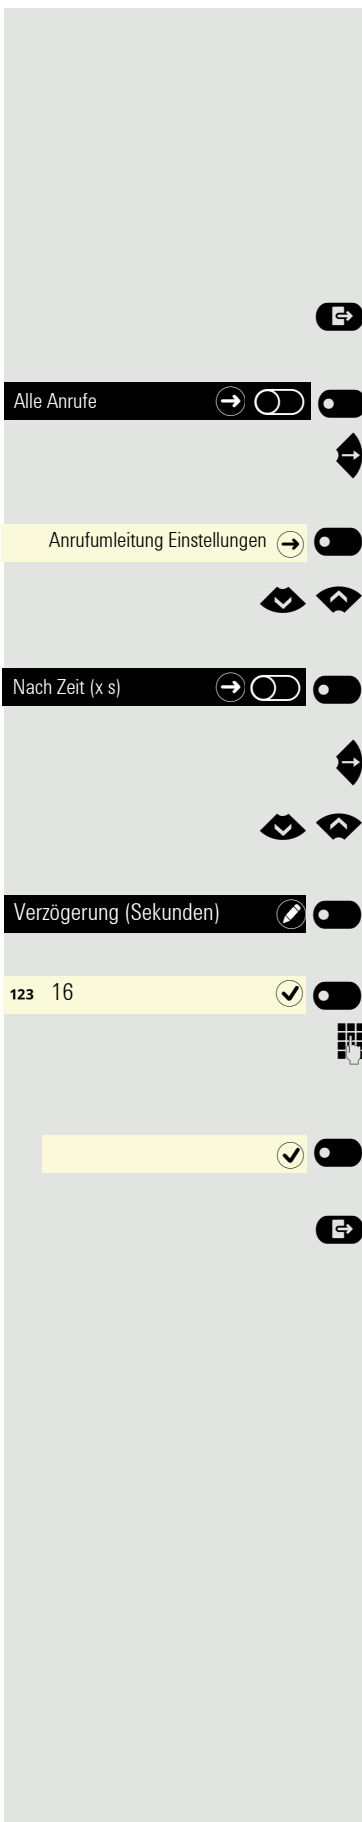 Alle Anrufe
Anrufumleitung Einstellungen
Nach Zeit (x s)
Verzögerung (Sekunden)
123 16